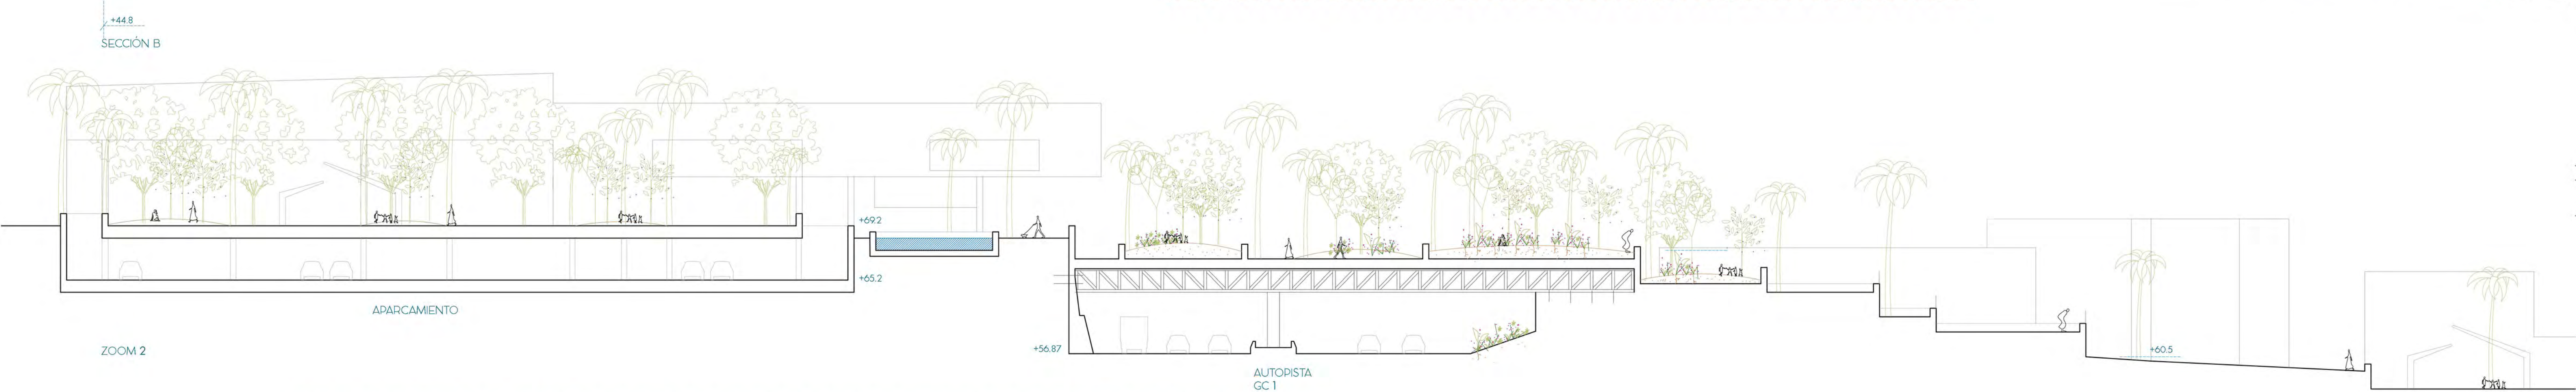 +44.8
SECCIÓN B
+69.2
+65.2
APARCAMIENTO
ZOOM 2
+56.87
+60.5
AUTOPISTA
GC 1